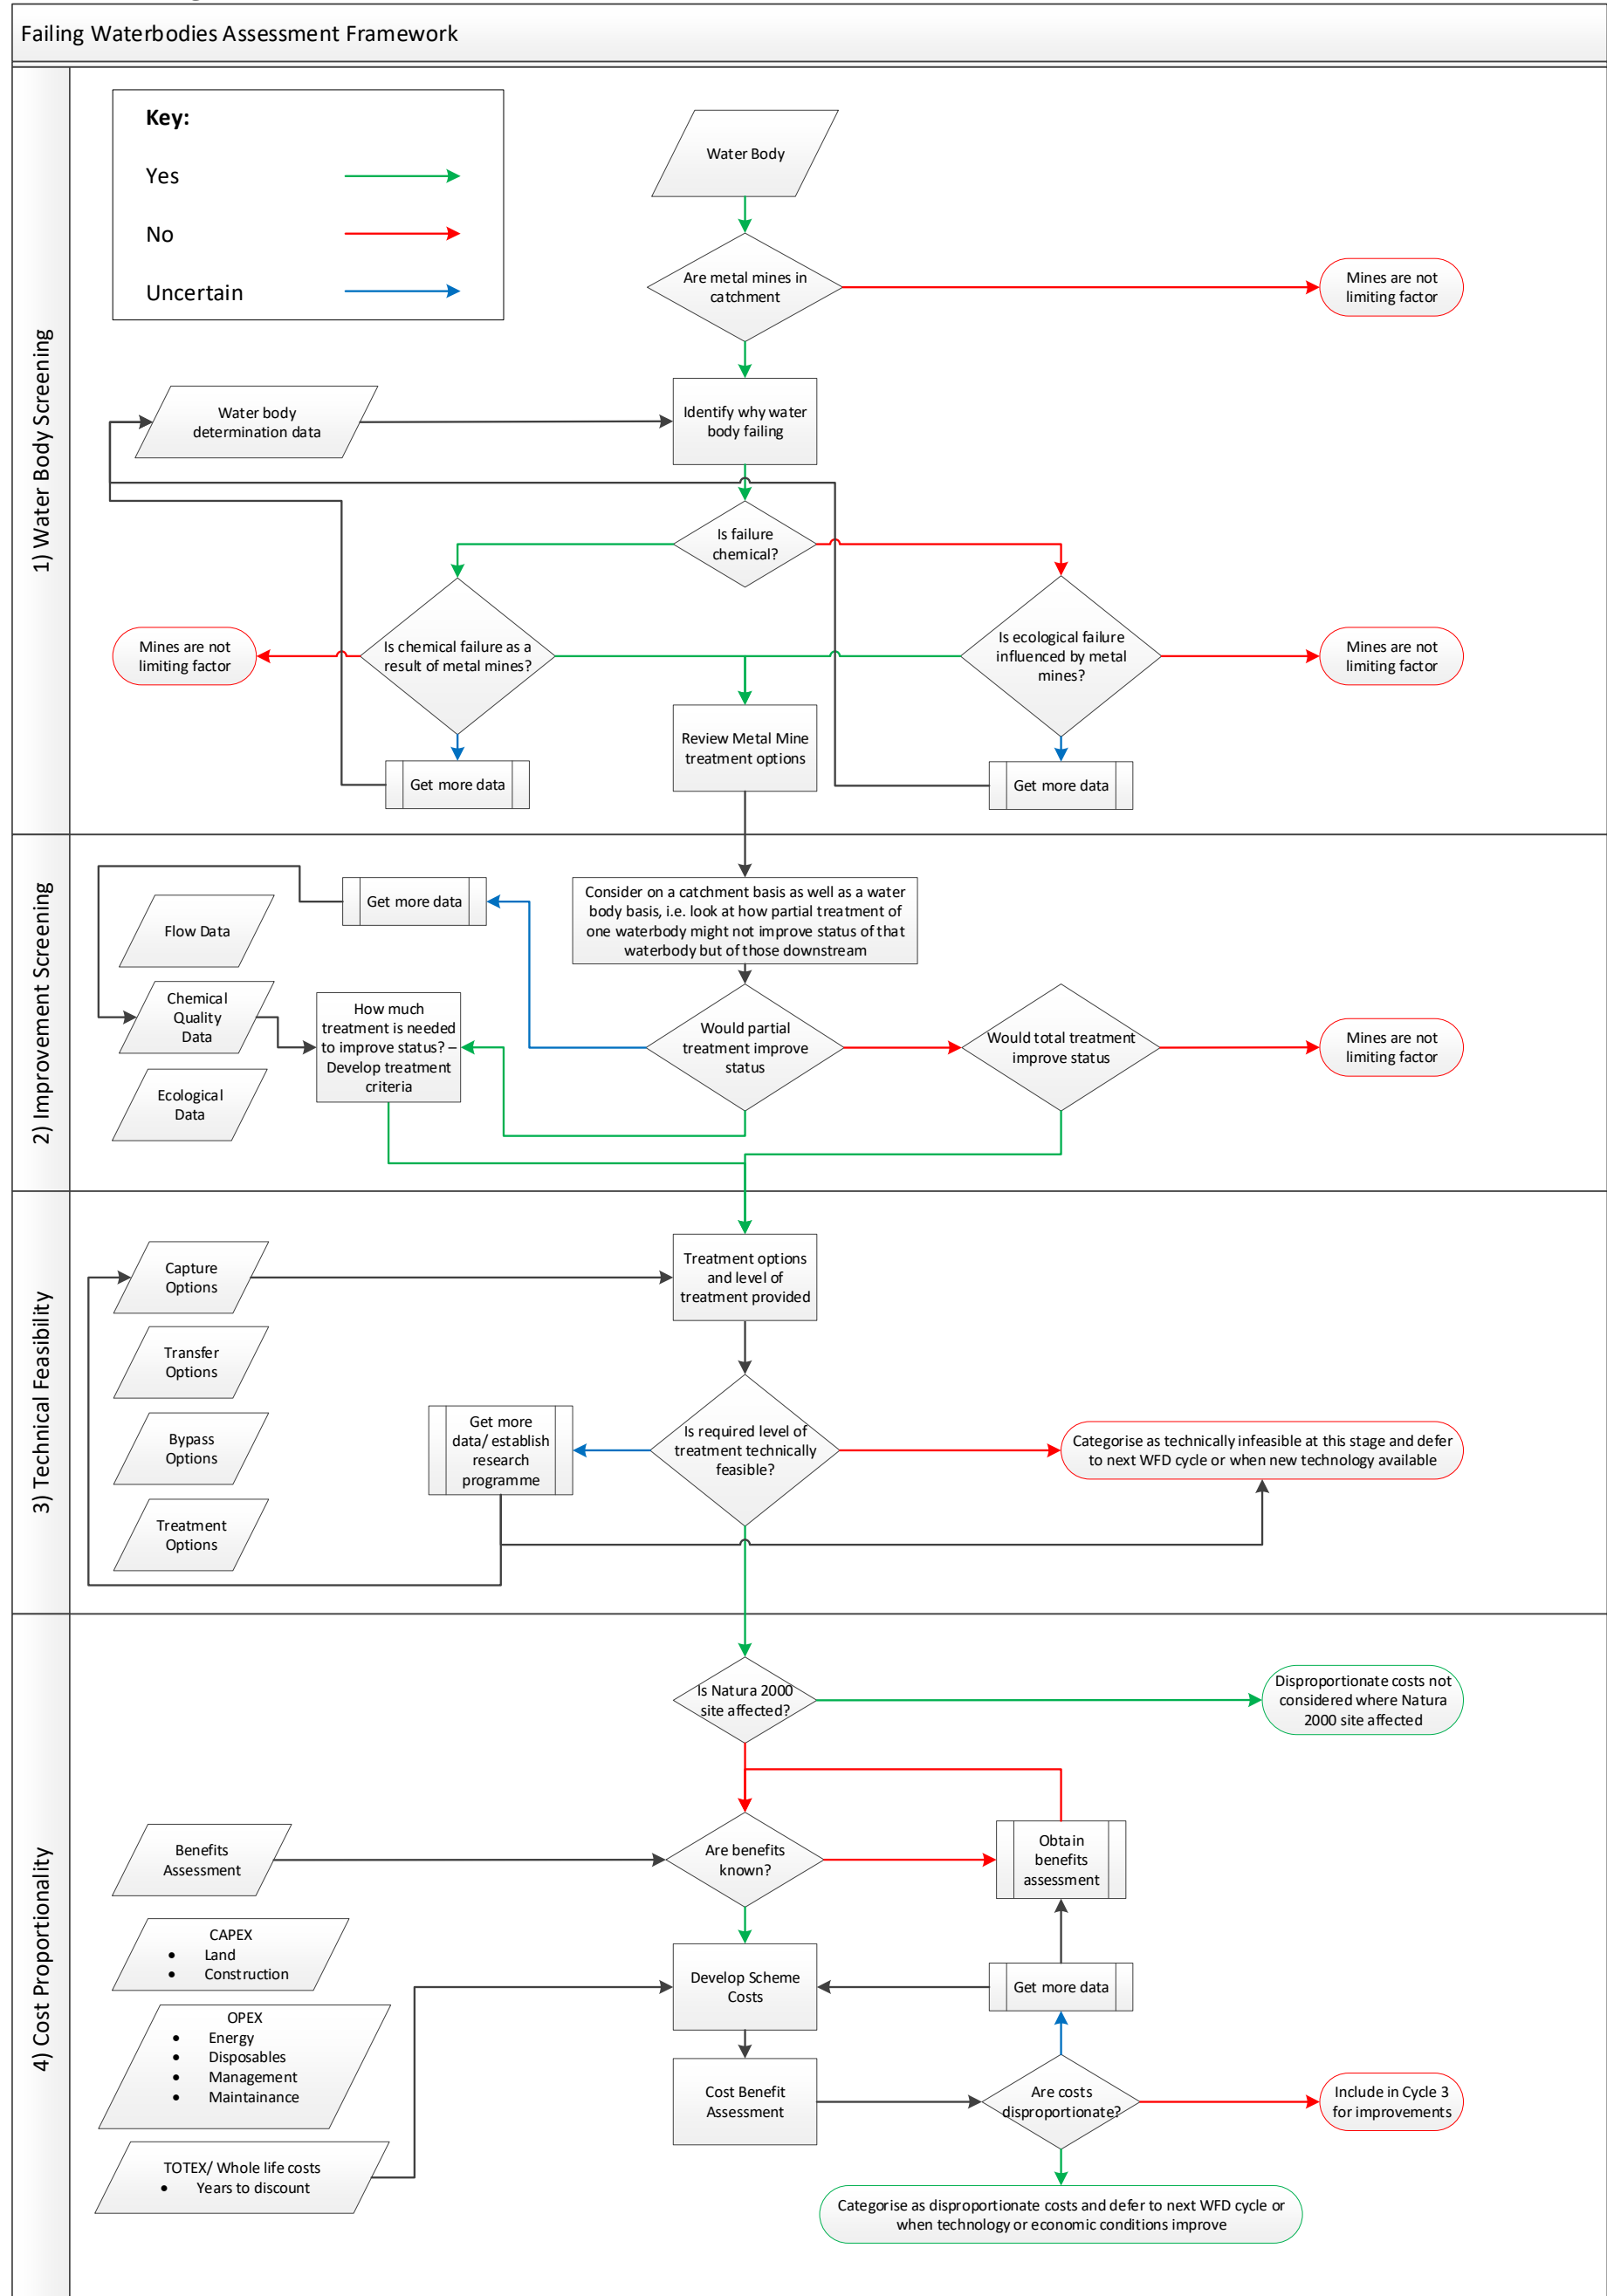 Failing Waterbodies Assessment Framework
1) Water Body Screening
Key:
Yes
No
Uncertain
Water Body
Are metal mines in
catchment
Mines are not
limiting factor
Water body
determination data
Identify why water
body failing
Is failure
chemical?
Mines are not
limiting factor
Is chemical failure as a
result of metal mines?
Is ecological failure
influenced by metal
mines?
Mines are not
limiting factor
Review Metal Mine
treatment options
Get more data
Get more data
2) Improvement Screening
Get more data
Consider on a catchment basis as well as a water
body basis, i.e. look at how partial treatment of
one waterbody might not improve status of that
waterbody but of those downstream
Flow Data
Chemical
Quality
Data
Ecological
Data
How much
treatment is needed
to improve status? –
Develop treatment
criteria
Would partial
treatment improve
status
Would total treatment
improve status
Mines are not
limiting factor
3) Technical Feasibility
Capture
Options
Transfer
Options
Bypass
Options
Treatment
Options
Treatment options
and level of
treatment provided
Get more
data/ establish
research
programme
Is required level of
treatment technically
feasible?
Categorise as technically infeasible at this stage and defer
to next WFD cycle or when new technology available
4) Cost Proportionality
Is Natura 2000
site affected?
Disproportionate costs not
considered where Natura
2000 site affected
Benefits
Assessment
Are benefits
known?
Obtain
benefits
assessment
CAPEX
• Land
• Construction
Develop Scheme
Costs
Get more data
OPEX
• Energy
• Disposables
• Management
• Maintainance
Cost Benefit
Assessment
Are costs
disproportionate?
Include in Cycle 3
for improvements
TOTEX/ Whole life costs
• Years to discount
Categorise as disproportionate costs and defer to next WFD cycle or
when technology or economic conditions improve